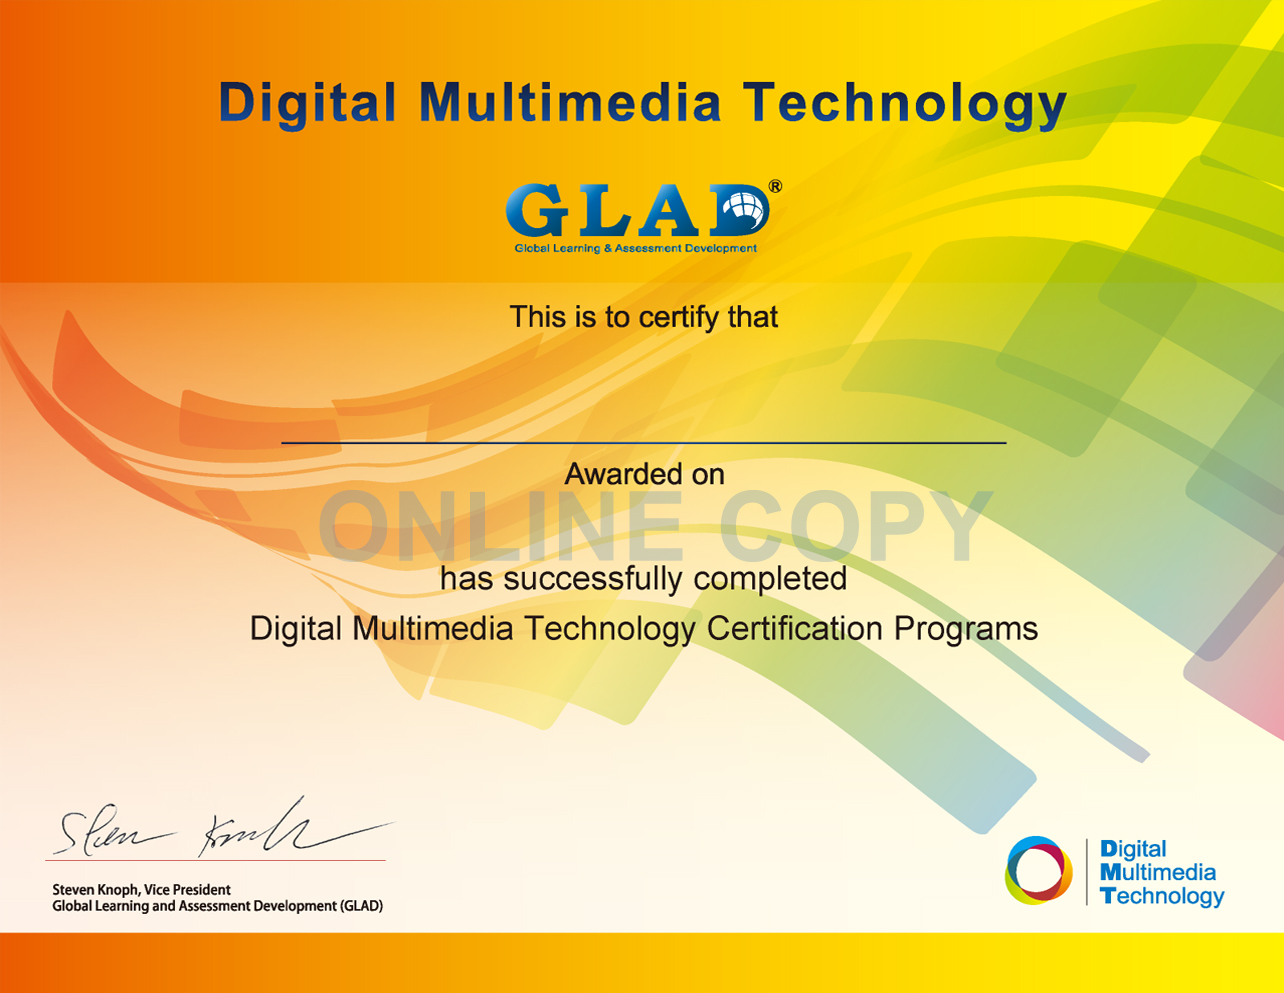 Digital Multimedia Technology
GLAD®
Global Learning & Assessment Development
This is to certify that
Awarded on
ONLINE COPY
has successfully completed
Digital Multimedia Technology Certification Programs
Steven Knoph
Steven Knoph, Vice President
Global Learning and Assessment Development (GLAD)
Digital
Multimedia
Technology